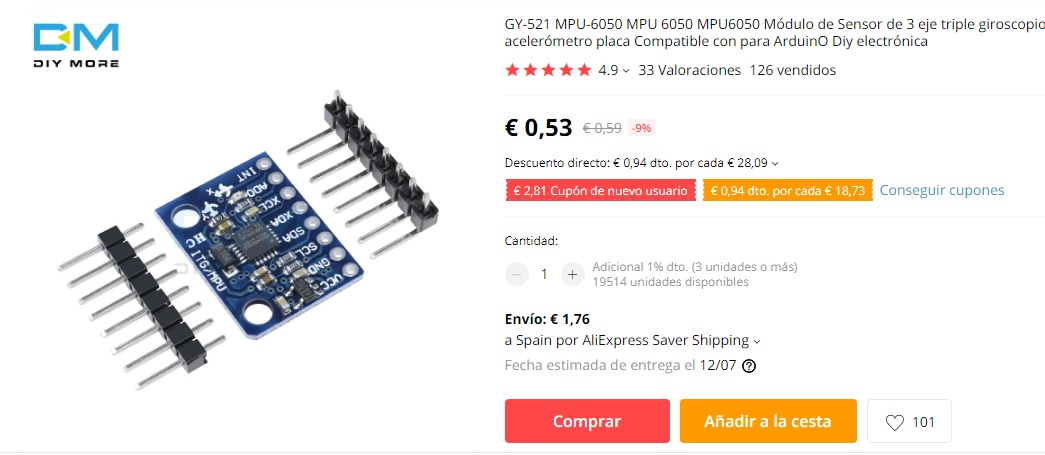 DM
DIY MORE
INT
ADO
XCL
XDA
SDA
SCL
GND
VCC
ITG/MPU
GY-521 MPU-6050 MPU 6050 MPU6050 Módulo de Sensor de 3 eje triple giroscopio
acelerómetro placa Compatible con para ArduinO Diy electrónica
4.9 33 Valoraciones 126 vendidos
€ 0,53 € 0,59 -9%
Descuento directo: € 0,94 dto. por cada € 28,09
€ 2,81 Cupón de nuevo usuario € 0,94 dto. por cada € 18,73 Conseguir cupones
Cantidad:
− 1 + Adicional 1% dto. (3 unidades o más)
19514 unidades disponibles
Envío: € 1,76
a Spain por AliExpress Saver Shipping
Fecha estimada de entrega el 12/07 ?
Comprar Añadir a la cesta 101